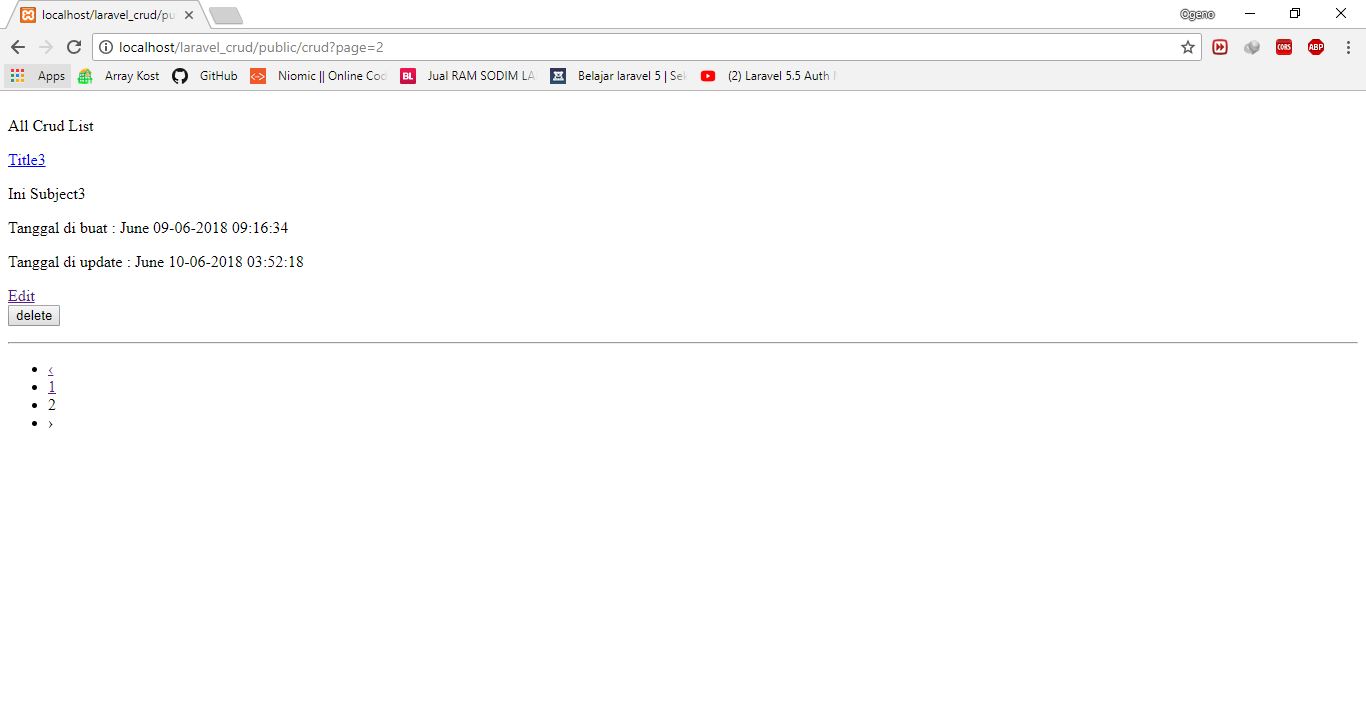 localhost/laravel_crud/pu
Ogeno
localhost/laravel_crud/public/crud?page=2
CORS
ABP
Apps
Array Kost
GitHub
Niomic || Online Cod
BL
Jual RAM SODIM LA
Belajar laravel 5 | Sek
(2) Laravel 5.5 Auth
All Crud List
Title3
Ini Subject3
Tanggal di buat : June 09-06-2018 09:16:34
Tanggal di update : June 10-06-2018 03:52:18
Edit
delete
‹
1
2
›